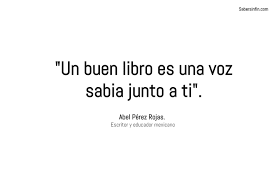 Sabersinfin.com
"Un buen libro es una voz
sabia junto a ti".
Abel Pérez Rojas.
Escritor y educador mexicano